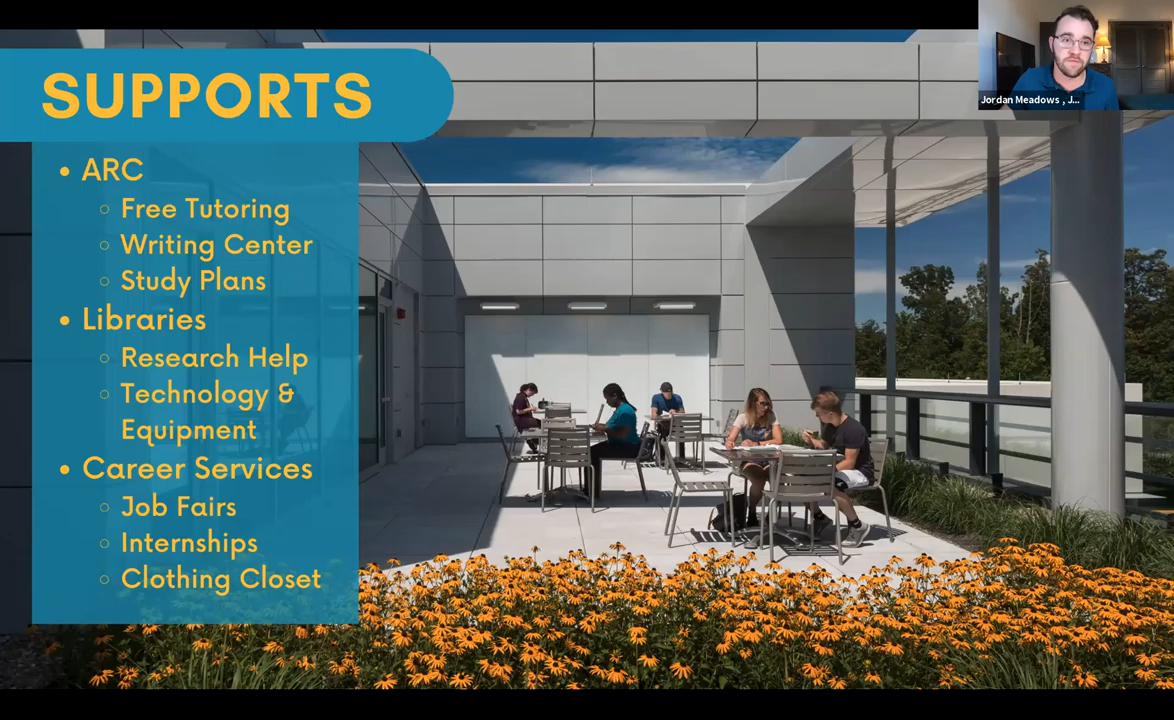 SUPPORTS
Jordan Meadows , J...
• ARC
○ Free Tutoring
○ Writing Center
○ Study Plans
• Libraries
○ Research Help
○ Technology &
Equipment
• Career Services
○ Job Fairs
○ Internships
○ Clothing Closet